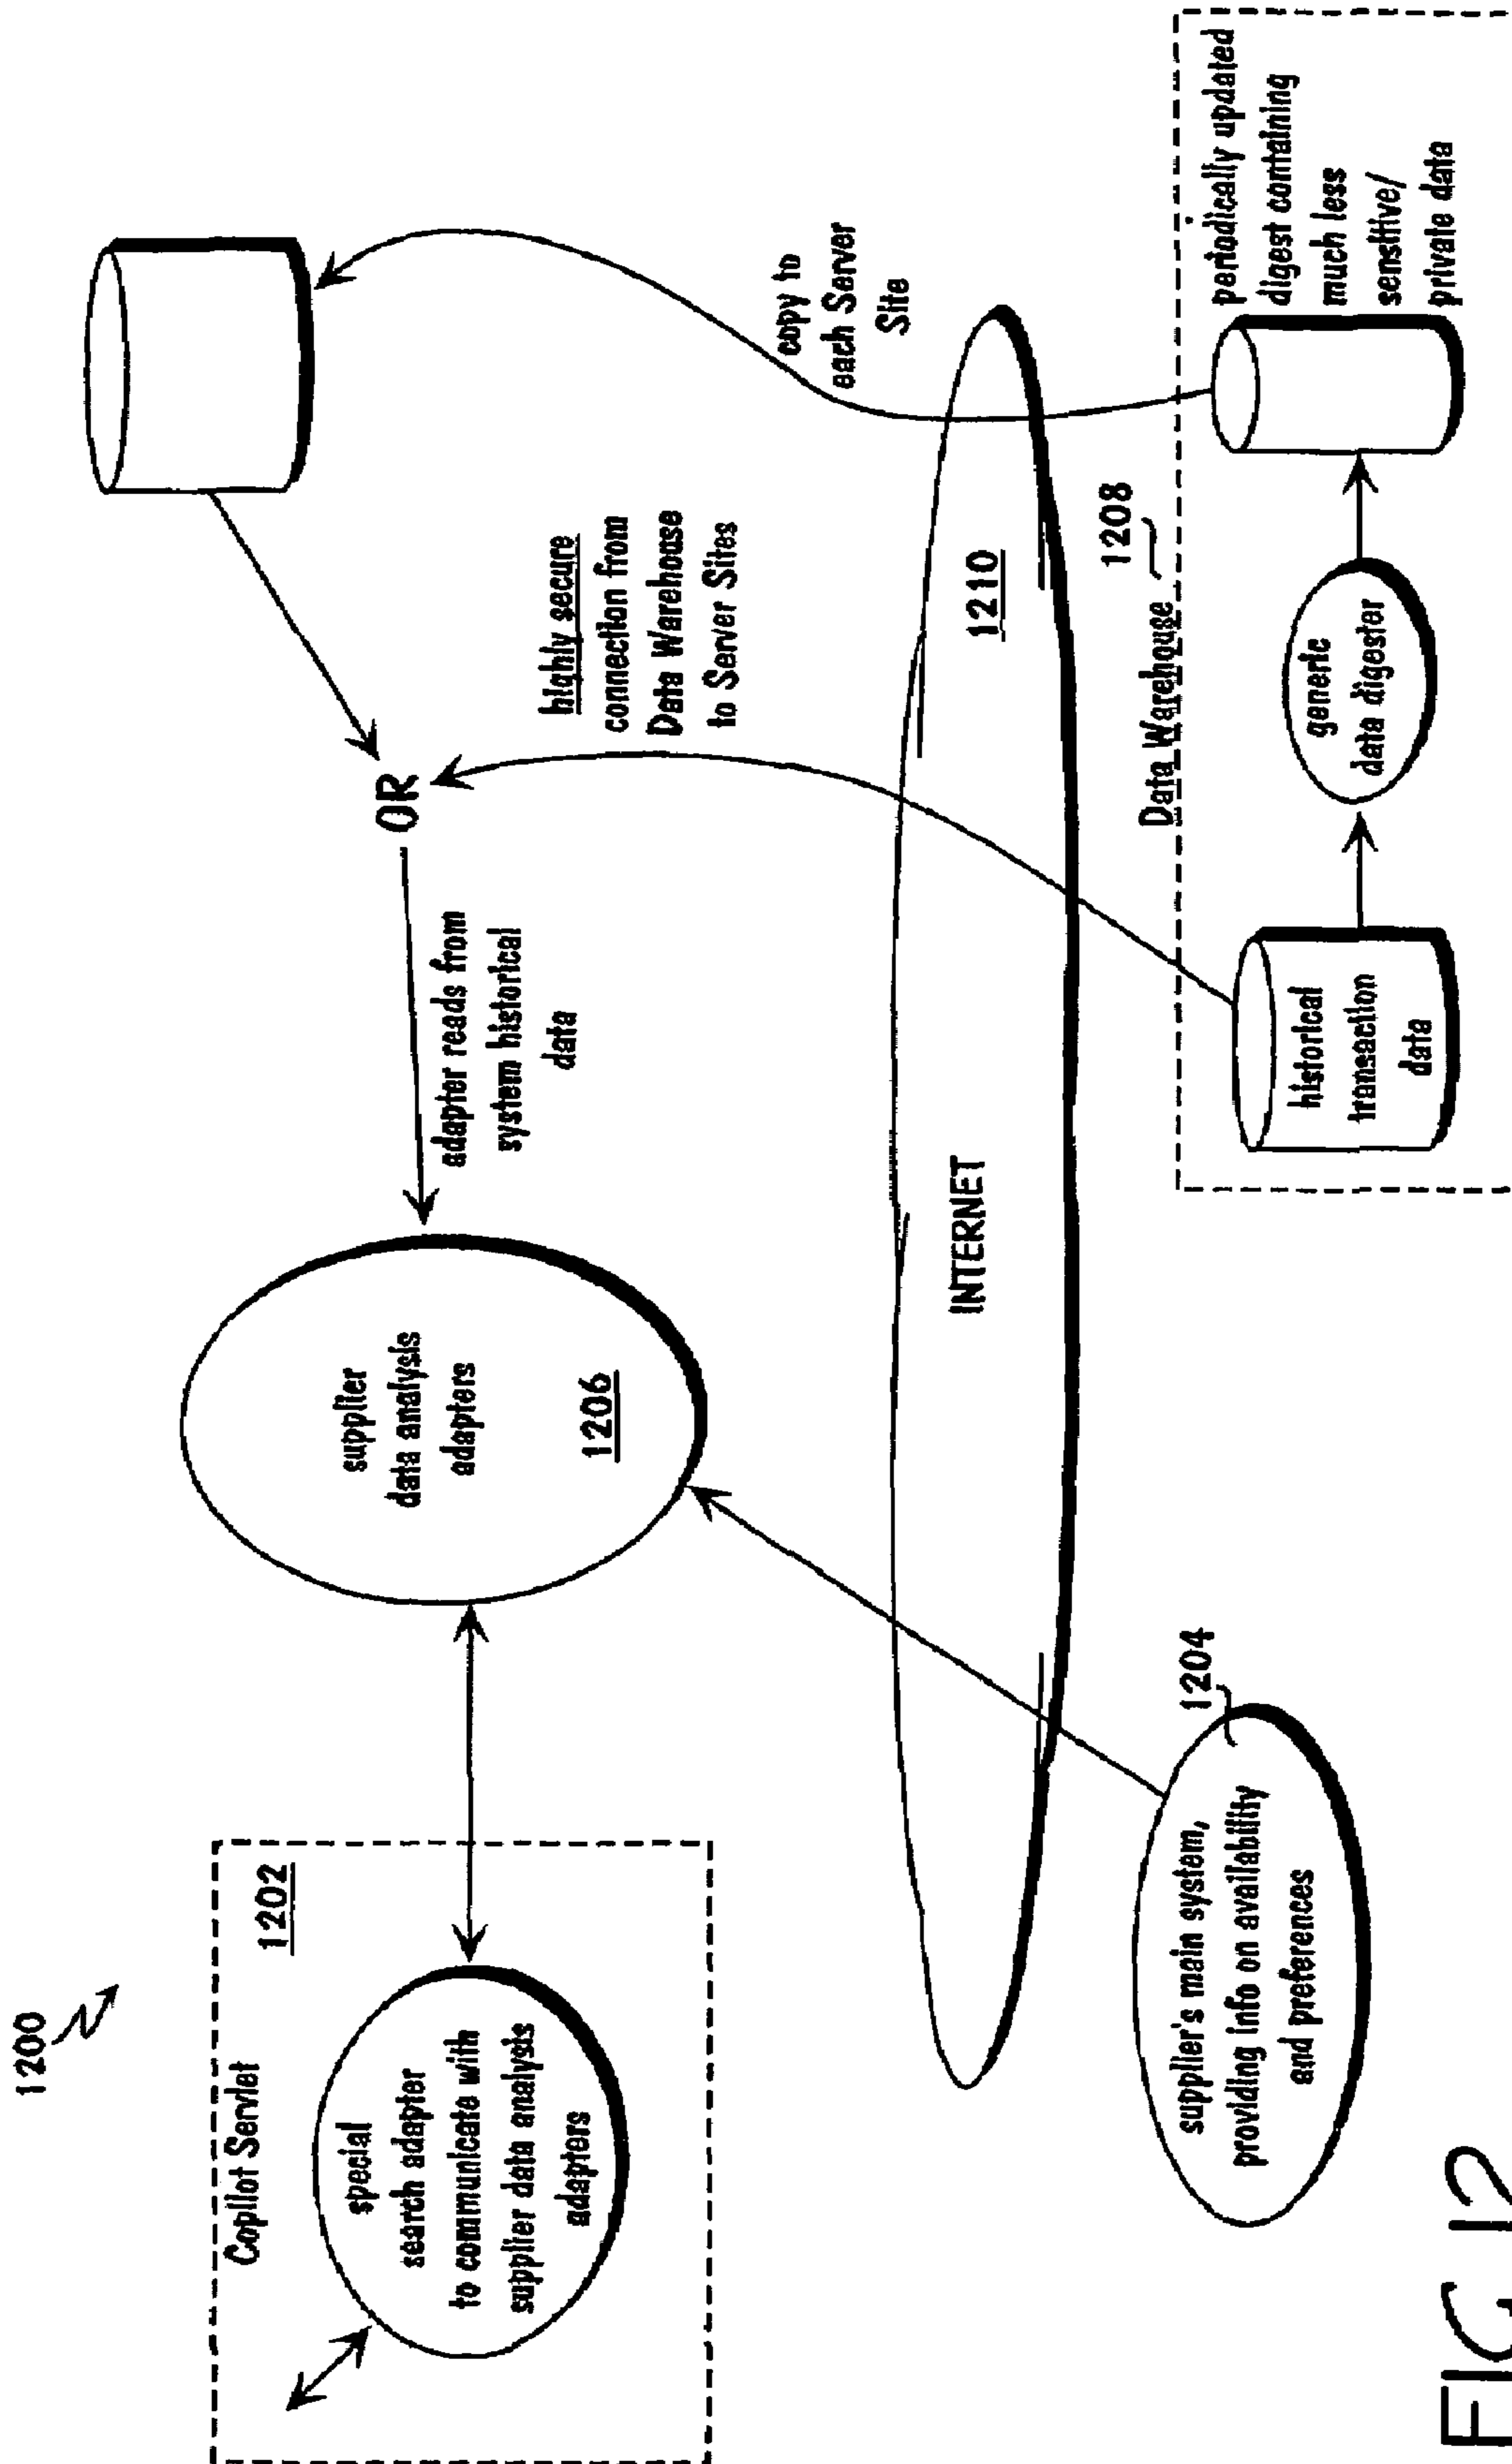 1200
Copilot Servlet
1202
special
search adapter
to communicate with
supplier data analysis
adapters
supplier
data analysis
adapters
1206
adapter reads from
system historical
data
OR
highly secure
connection from
Data Warehouse
to Server Sites
copy to
each Server
Site
INTERNET
1210
1204
supplier's main system,
providing info on availability
and preferences
Data Warehouse
1208
historical
transaction
data
generic
data digester
periodically updated
digest containing
much less
sensitive/
private data
FIG. 12